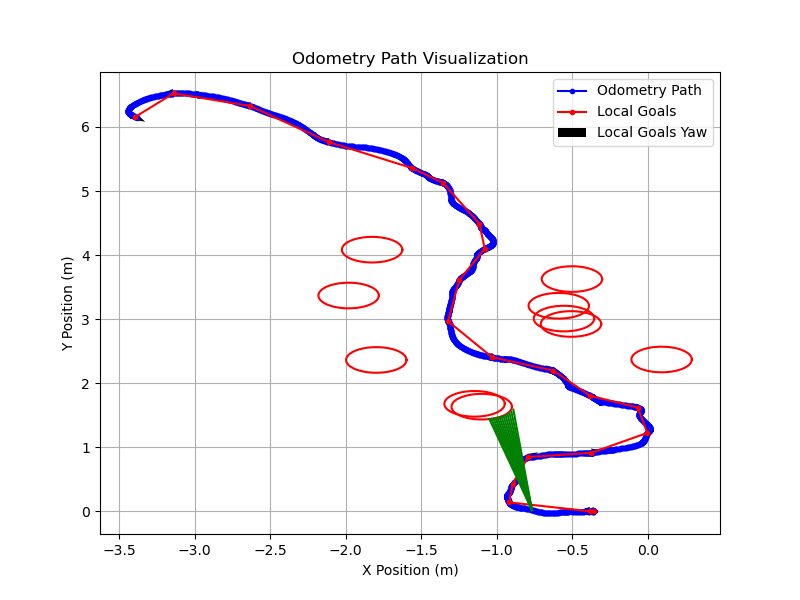 Odometry Path Visualization
Odometry Path
Local Goals
Local Goals Yaw
Y Position (m)
6
5
4
3
2
1
0
−3.5 −3.0 −2.5 −2.0 −1.5 −1.0 −0.5 0.0
X Position (m)